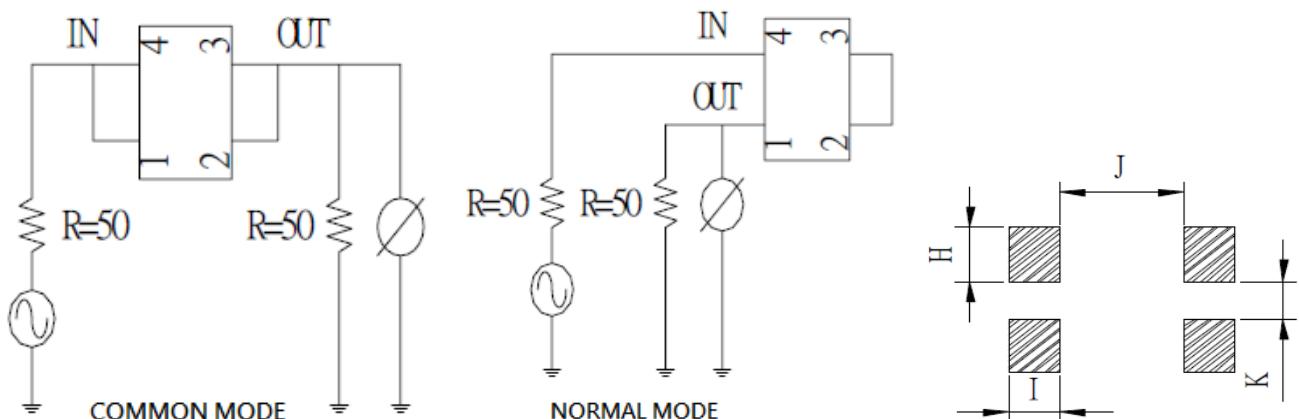 IN
OUT
4 3
1 2
R=50
R=50
COMMON MODE
IN
OUT
4 3
1 2
R=50
R=50
NORMAL MODE
J
H
I
K